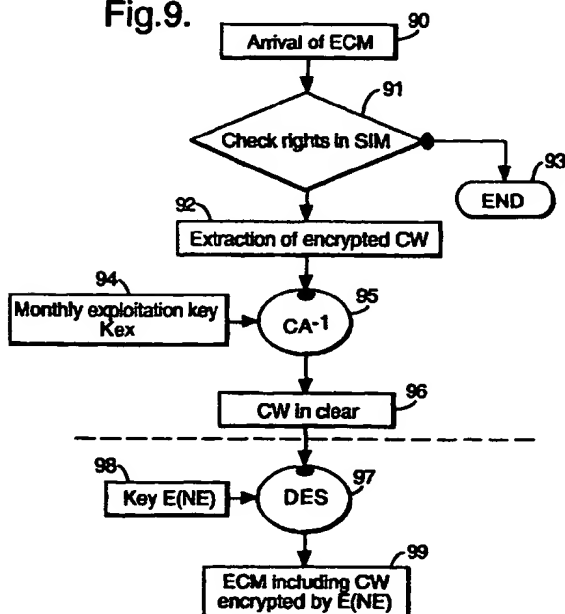 Fig.9.
90
Arrival of ECM
91
Check rights in SIM
93
END
92
Extraction of encrypted CW
94
Monthly exploitation key
Kex
95
CA-1
96
CW in clear
98
Key E(NE)
97
DES
99
ECM including CW
encrypted by E(NE)